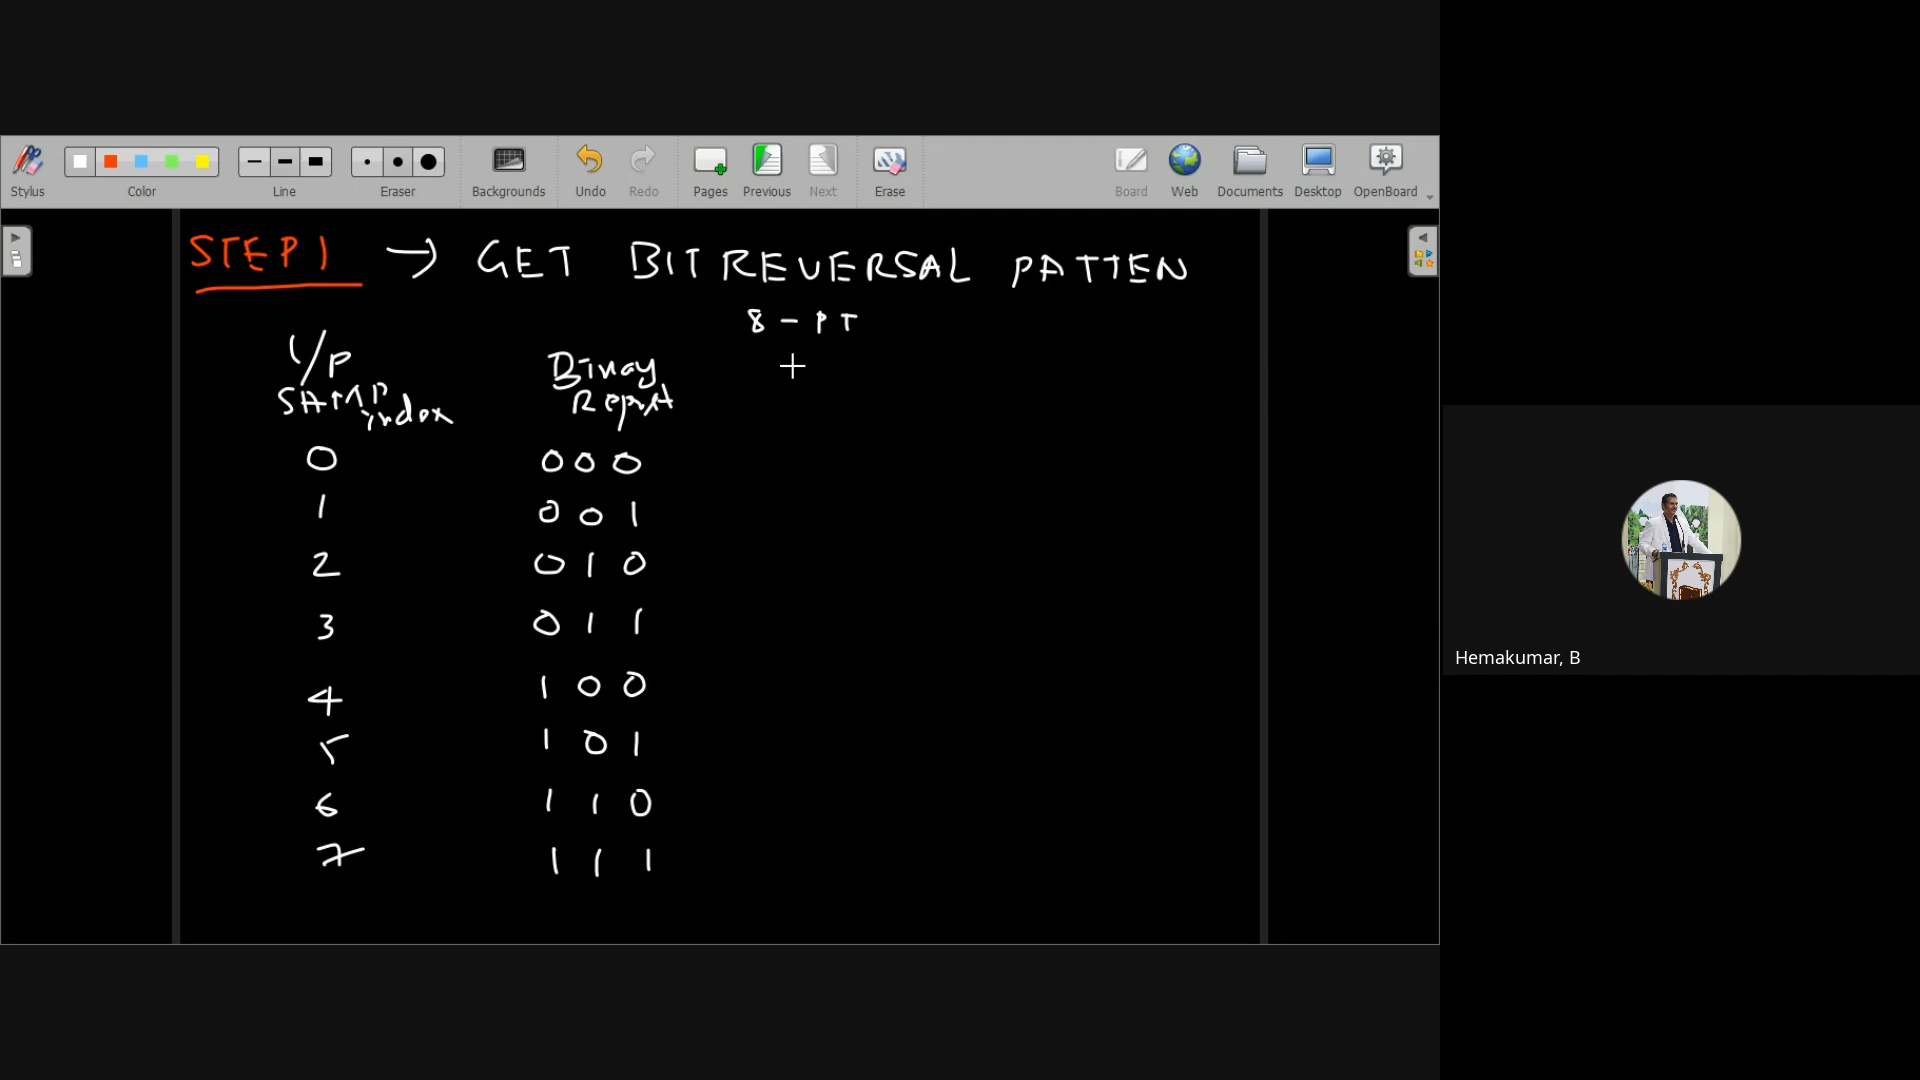 Stylus Color Line Eraser Backgrounds Undo Redo Pages Previous Next Erase Board Web Documents Desktop OpenBoard
STEP 1 → GET BIT REVERSAL PATTEN
8 - PT
I/P
SAMP index
Binay
Reprst
0 000
1 001
2 010
3 011
4 100
5 101
6 110
7 111
Hemakumar, B